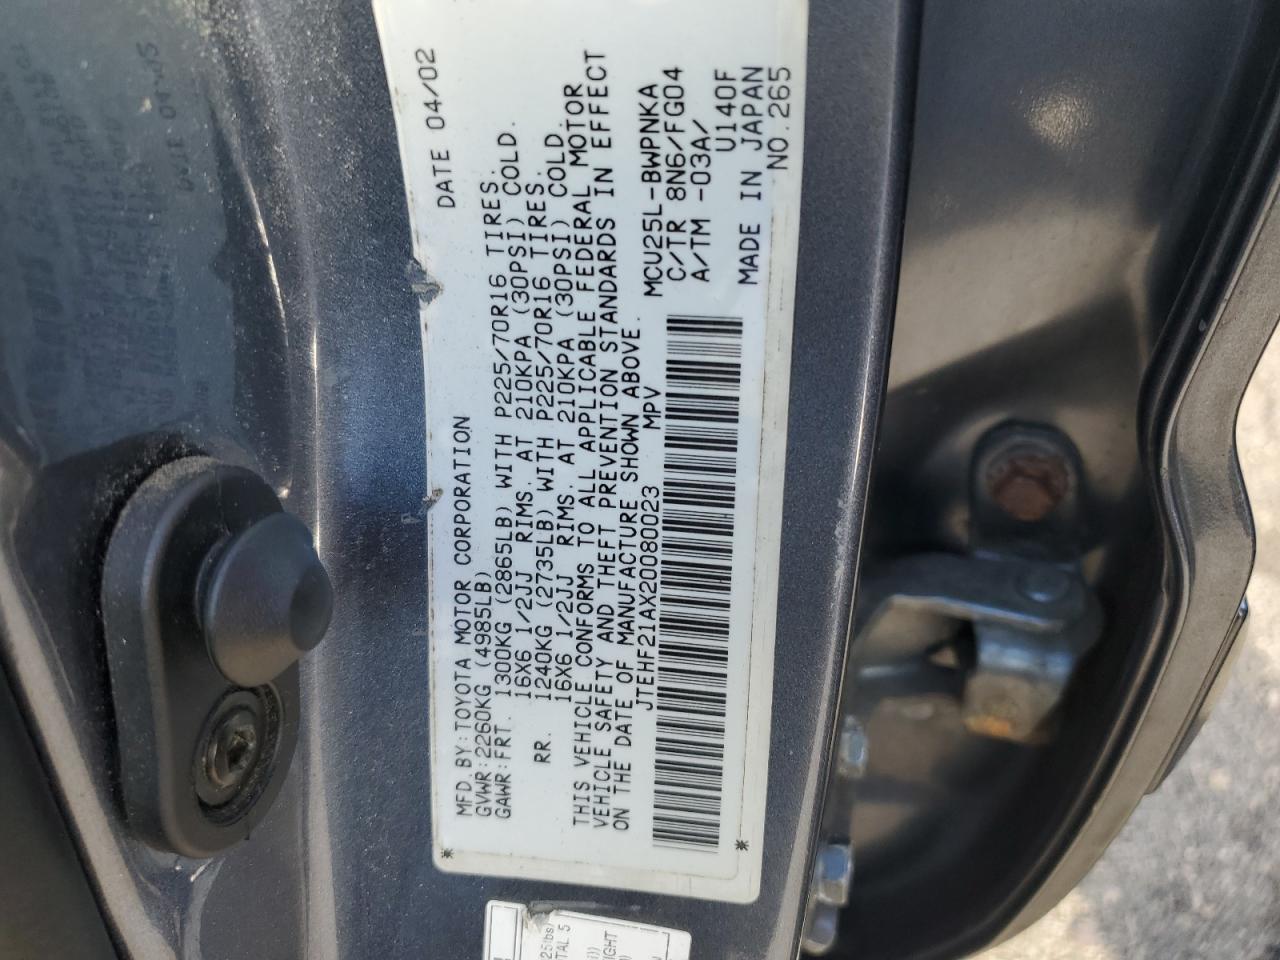 DATE 04/02
MFD.BY:TOYOTA MOTOR CORPORATION
GVWR:2260KG (4985LB)
GAWR:FRT. 1300KG (2865LB) WITH P225/70R16 TIRES.
16X6 1/2JJ RIMS. AT 210KPA (30PSI) COLD.
RR. 1240KG (2735LB) WITH P225/70R16 TIRES.
16X6 1/2JJ RIMS. AT 210KPA (30PSI) COLD.
THIS VEHICLE CONFORMS TO ALL APPLICABLE FEDERAL MOTOR
VEHICLE SAFETY AND THEFT PREVENTION STANDARDS IN EFFECT
ON THE DATE OF MANUFACTURE SHOWN ABOVE.
JTEHF21AX20080023 MPV
MCU25L-BWPNKA
C/TR 8N6/FG04
A/TM -03A/
U140F
MADE IN JAPAN
NO.265
* *
25lbs/
TAL 5
IGHT